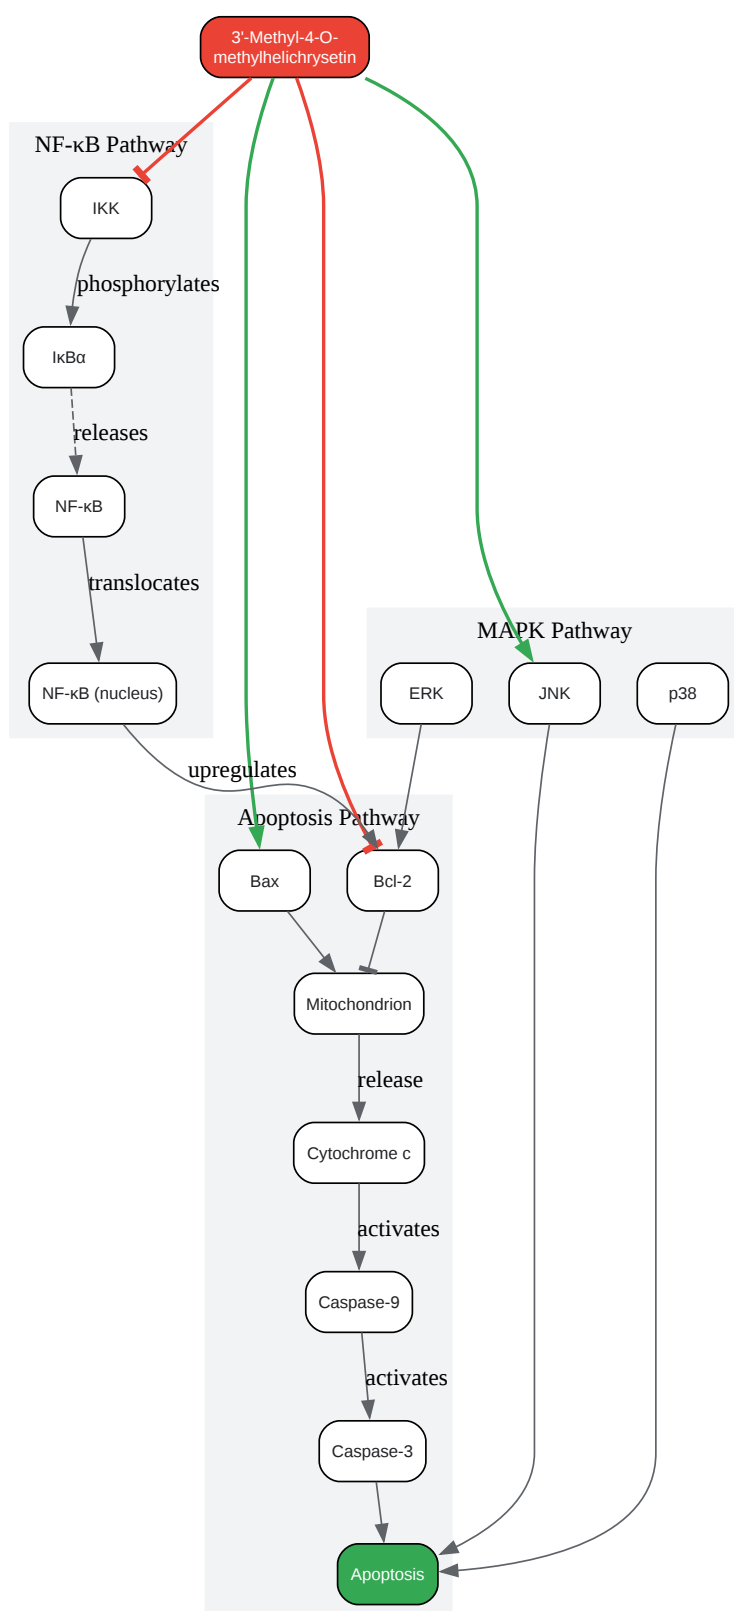 3'-Methyl-4-O-
methylhelichrysetin
NF-κB Pathway
IKK
phosphorylates
IκBα
releases
NF-κB
translocates
MAPK Pathway
NF-κB (nucleus)
ERK
JNK
p38
upregulates
Apoptosis Pathway
Bax
Bcl-2
Mitochondrion
release
Cytochrome c
activates
Caspase-9
activates
Caspase-3
Apoptosis